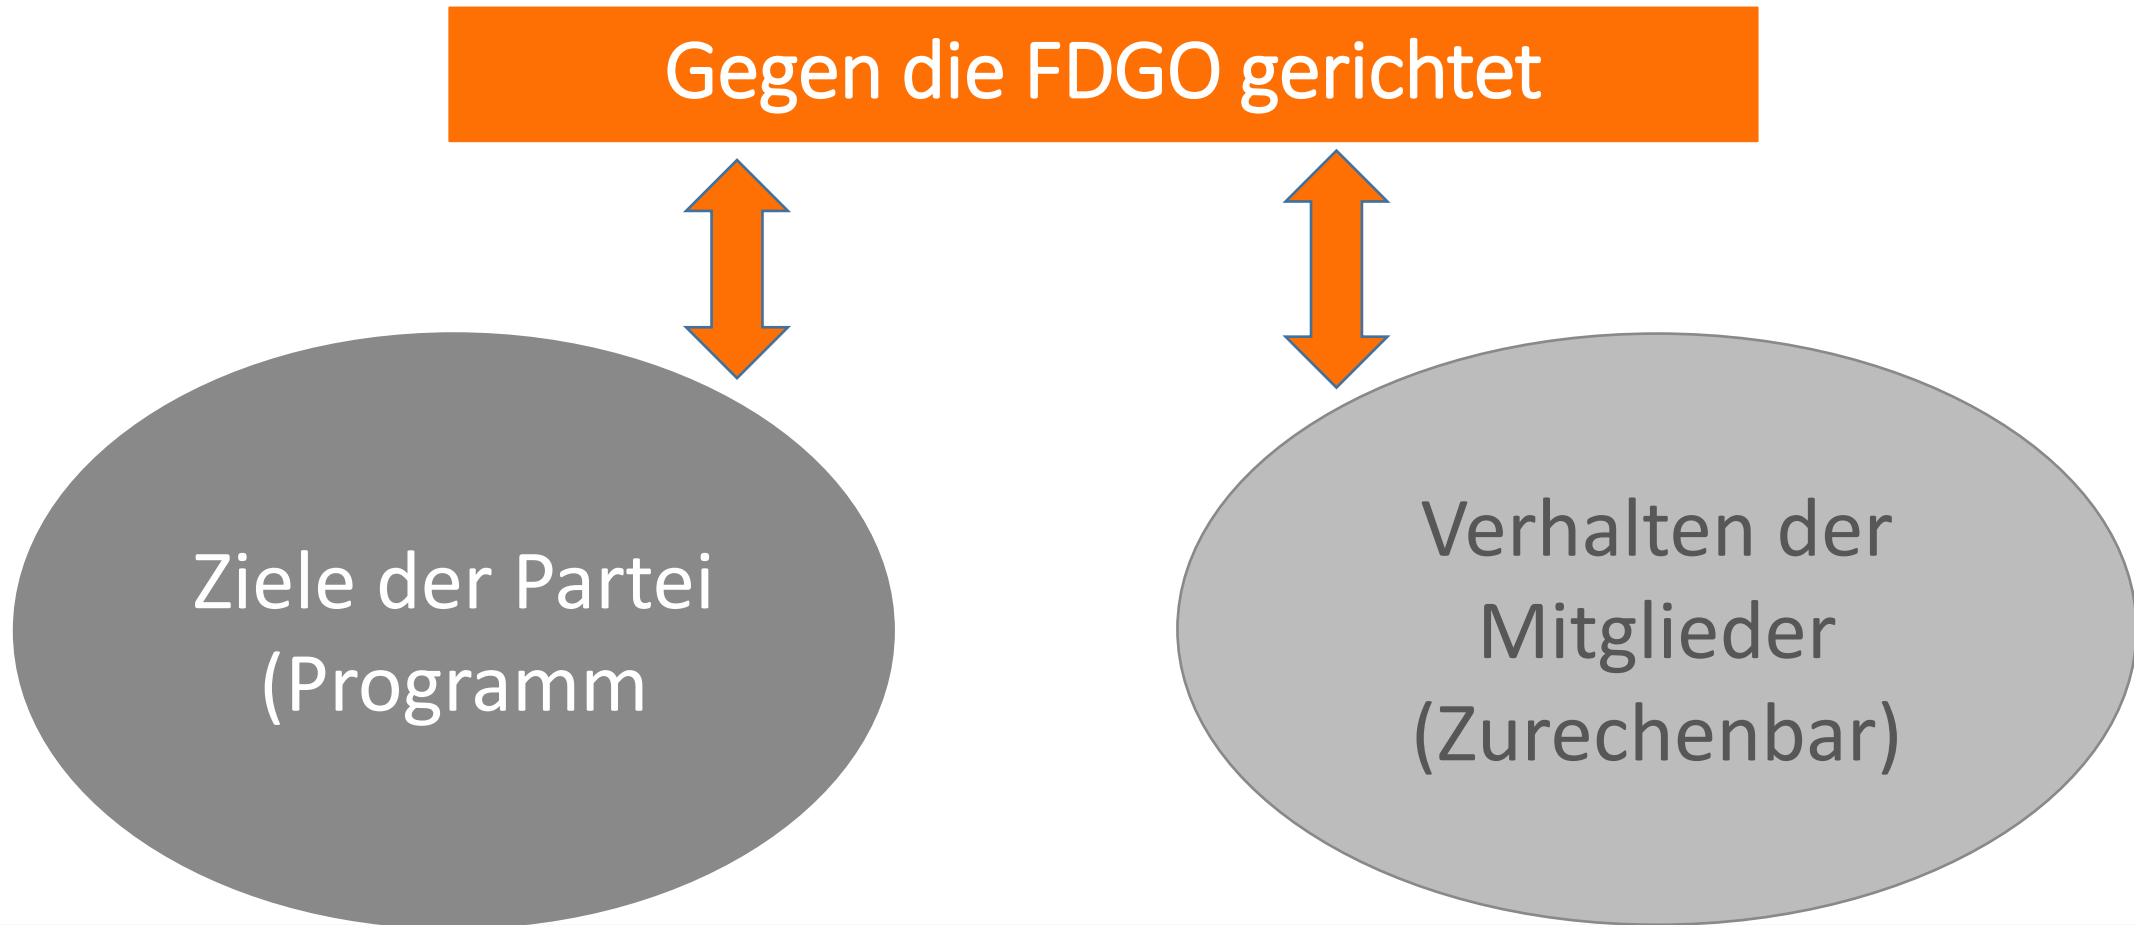 Gegen die FDGO gerichtet
Ziele der Partei
(Programm
Verhalten der
Mitglieder
(Zurechenbar)